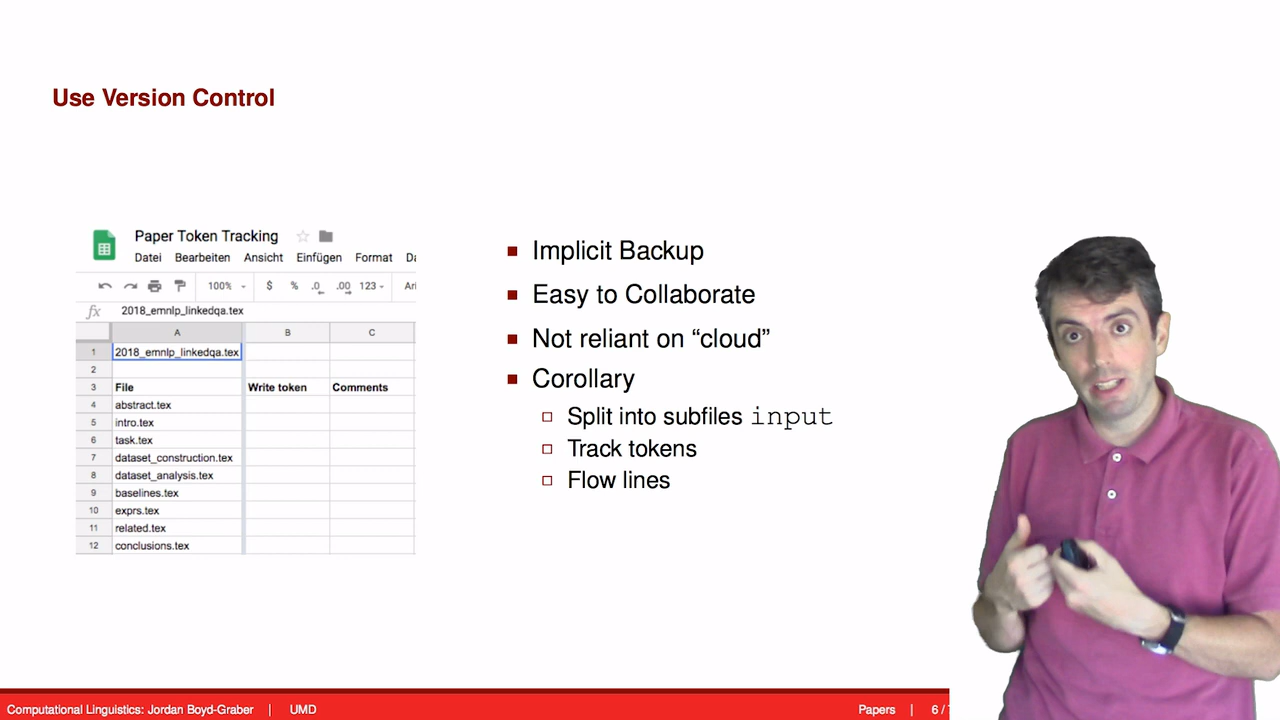 Use Version Control
Paper Token Tracking
Datei Bearbeiten Ansicht Einfügen Format
100% $ % .0 .00 123
fx 2018_emnlp_linkedqa.tex
A B C
1 2018_emnlp_linkedqa.tex
2
3 File Write token Comments
4 abstract.tex
5 intro.tex
6 task.tex
7 dataset_construction.tex
8 dataset_analysis.tex
9 baselines.tex
10 exprs.tex
11 related.tex
12 conclusions.tex
Implicit Backup
Easy to Collaborate
Not reliant on “cloud”
Corollary
Split into subfiles input
Track tokens
Flow lines
Computational Linguistics: Jordan Boyd-Graber | UMD
Papers | 6 /